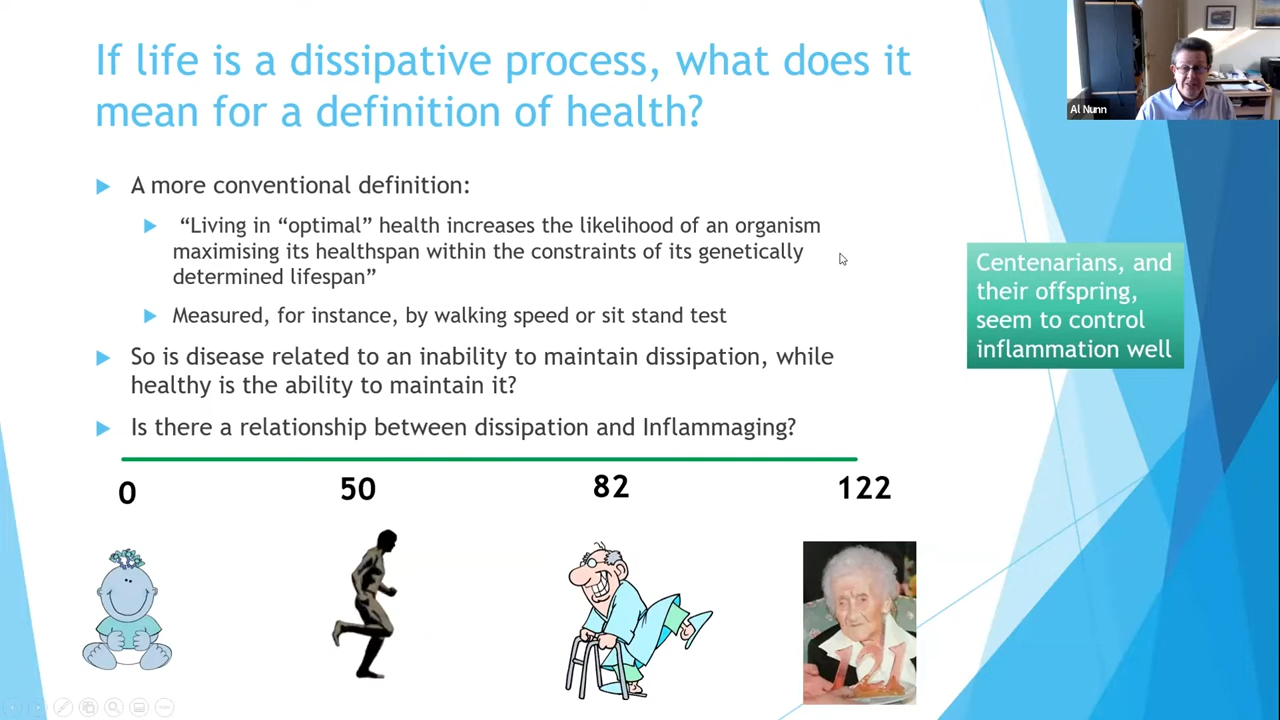 If life is a dissipative process, what does it
mean for a definition of health?
Al Nunn
A more conventional definition:
“Living in “optimal” health increases the likelihood of an organism
maximising its healthspan within the constraints of its genetically
determined lifespan”
Measured, for instance, by walking speed or sit stand test
So is disease related to an inability to maintain dissipation, while
healthy is the ability to maintain it?
Is there a relationship between dissipation and Inflammaging?
Centenarians, and
their offspring,
seem to control
inflammation well
0
50
82
122
121